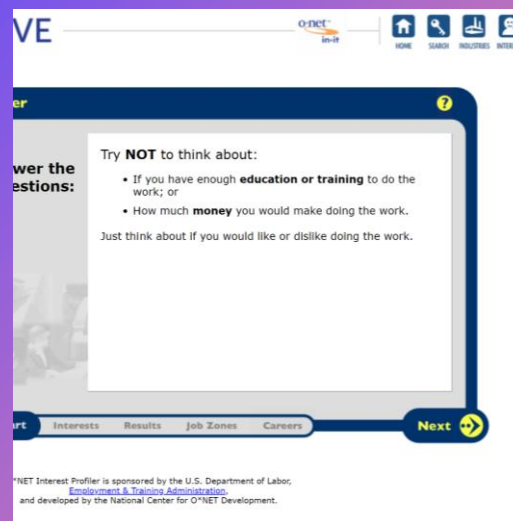 VE
o·net
in-it
HOME SEARCH INDUSTRIES INTER
er
?
wer the
estions:
Try NOT to think about:
• If you have enough education or training to do the
work; or
• How much money you would make doing the work.
Just think about if you would like or dislike doing the work.
rt Interests Results Job Zones Careers Next
*NET Interest Profiler is sponsored by the U.S. Department of Labor,
Employment & Training Administration,
and developed by the National Center for O*NET Development.